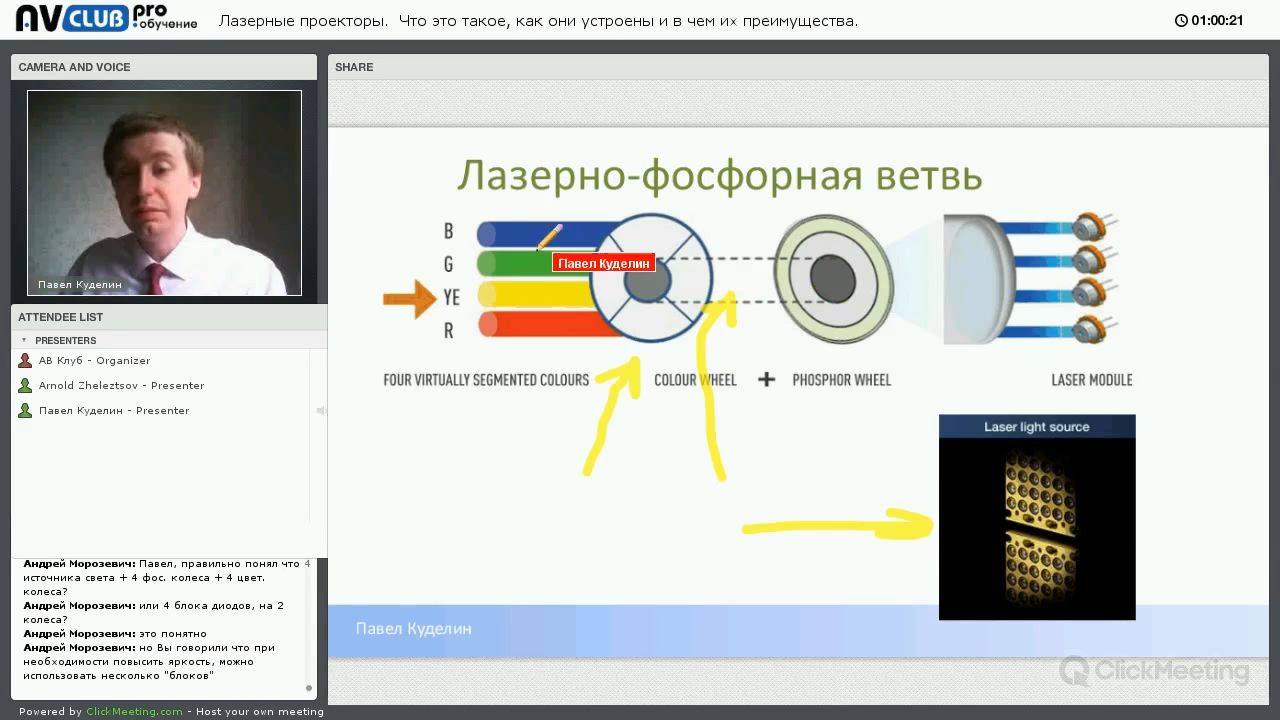 AV CLUB pro
.обучение
Лазерные проекторы. Что это такое, как они устроены и в чем их преимущества.
01:00:21
CAMERA AND VOICE
Павел Куделин
ATTENDEE LIST
PRESENTERS
АВ Клуб - Organizer
Arnold Zheleztsov - Presenter
Павел Куделин - Presenter
Андрей Морозевич: Павел, правильно понял что 4
источника света + 4 фос. колеса + 4 цвет.
колеса?
Андрей Морозевич: или 4 блока диодов, на 2
колеса?
Андрей Морозевич: это понятно
Андрей Морозевич: но Вы говорили что при
необходимости повысить яркость, можно
использовать несколько "блоков"
SHARE
Лазерно-фосфорная ветвь
B
G
YE
R
Павел Куделин
FOUR VIRTUALLY SEGMENTED COLOURS
COLOUR WHEEL + PHOSPHOR WHEEL
LASER MODULE
Laser light source
Павел Куделин
ClickMeeting
Powered by ClickMeeting.com - Host your own meeting